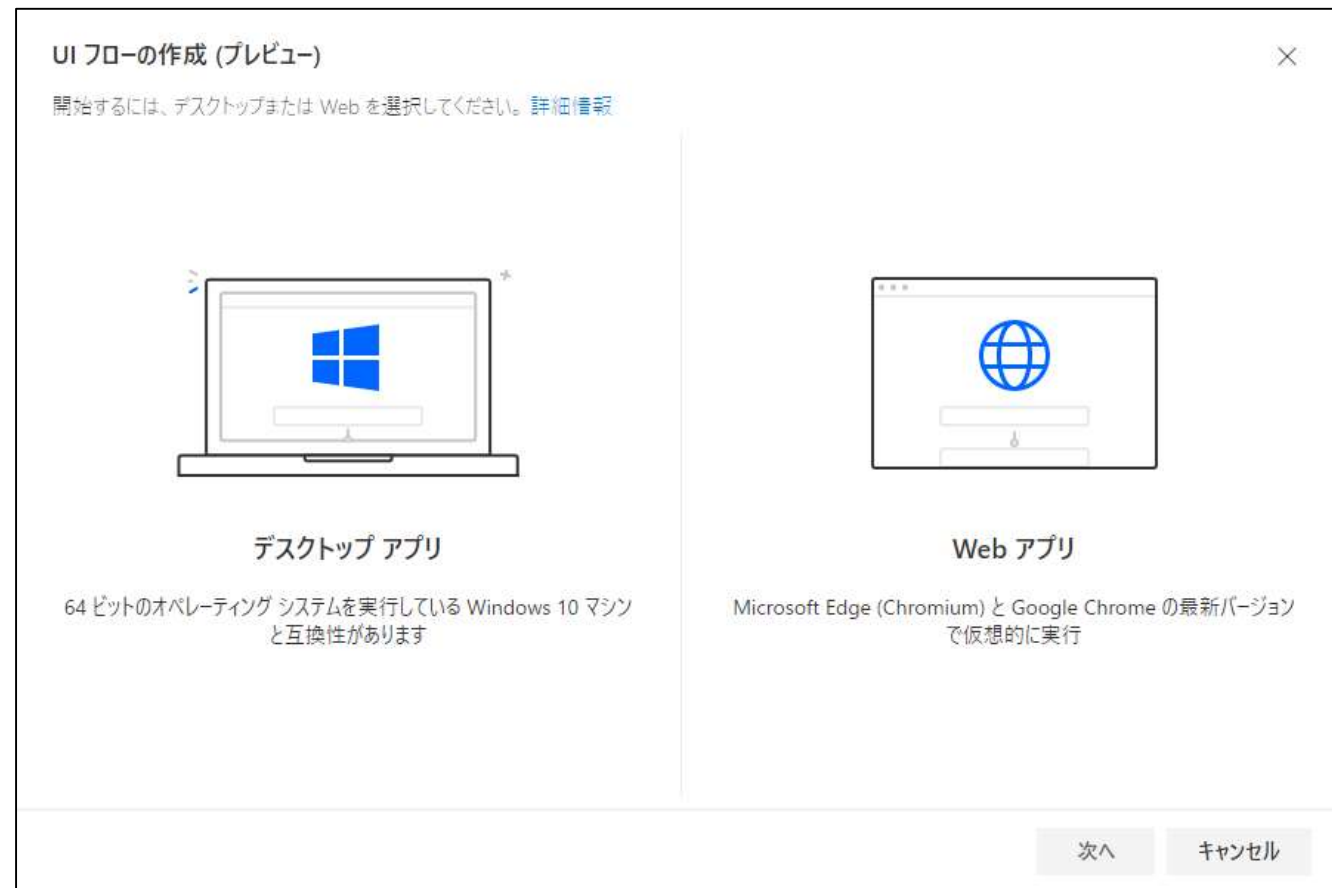 UI フローの作成 (プレビュー)
開始するには、デスクトップまたは Web を選択してください。 詳細情報
デスクトップ アプリ
64 ビットのオペレーティング システムを実行している Windows 10 マシン
と互換性があります
Web アプリ
Microsoft Edge (Chromium) と Google Chrome の最新バージョン
で仮想的に実行
次へ
キャンセル